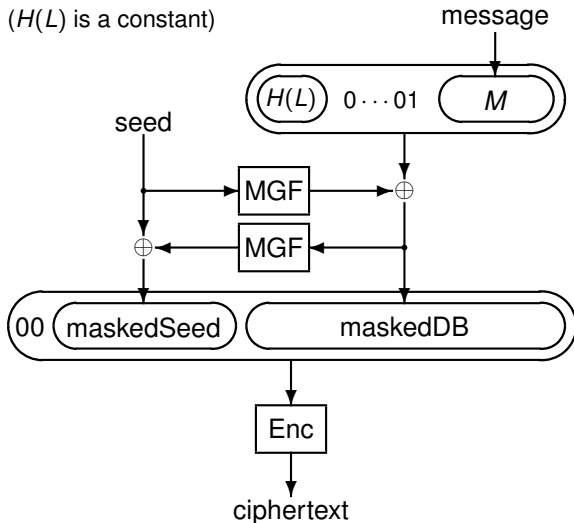 (H(L) is a constant)
message
H(L) 0···01 M
seed
MGF ⊕
⊕ MGF
00 maskedSeed maskedDB
Enc
ciphertext